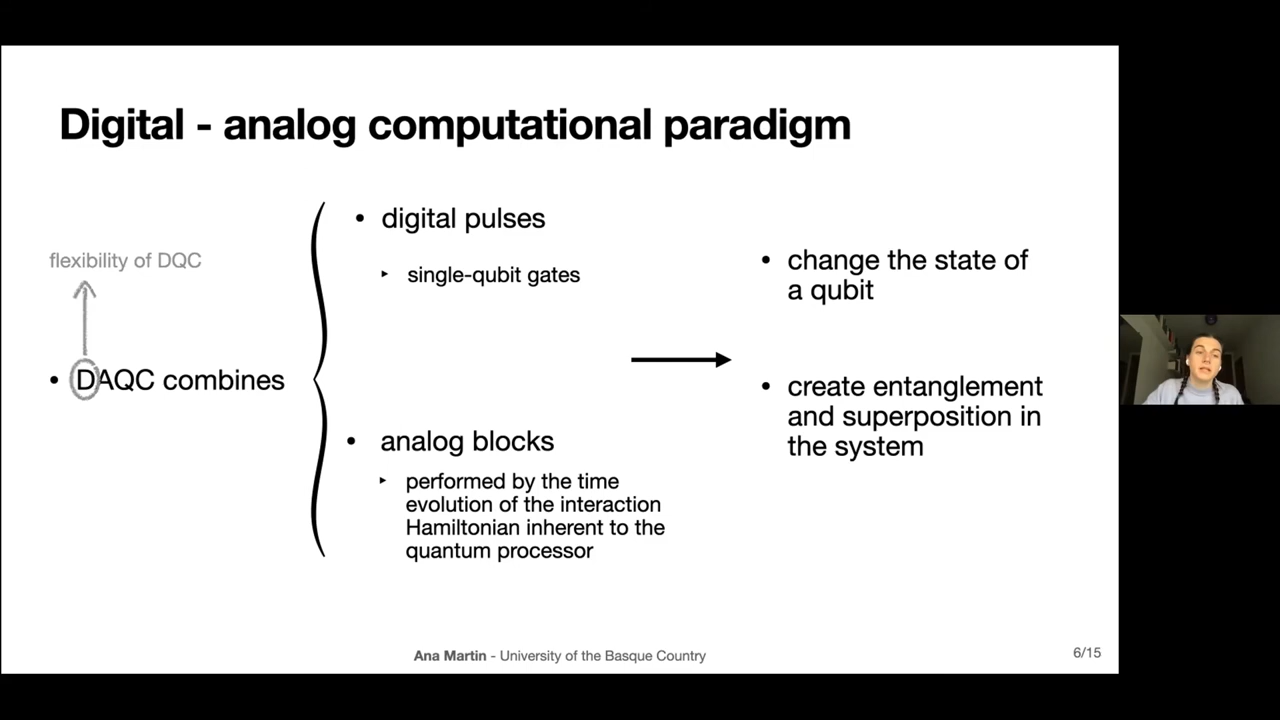 Digital - analog computational paradigm
flexibility of DQC
• DAQC combines
• digital pulses
‣ single-qubit gates
• analog blocks
‣ performed by the time
evolution of the interaction
Hamiltonian inherent to the
quantum processor
• change the state of
a qubit
• create entanglement
and superposition in
the system
Ana Martin - University of the Basque Country
6/15